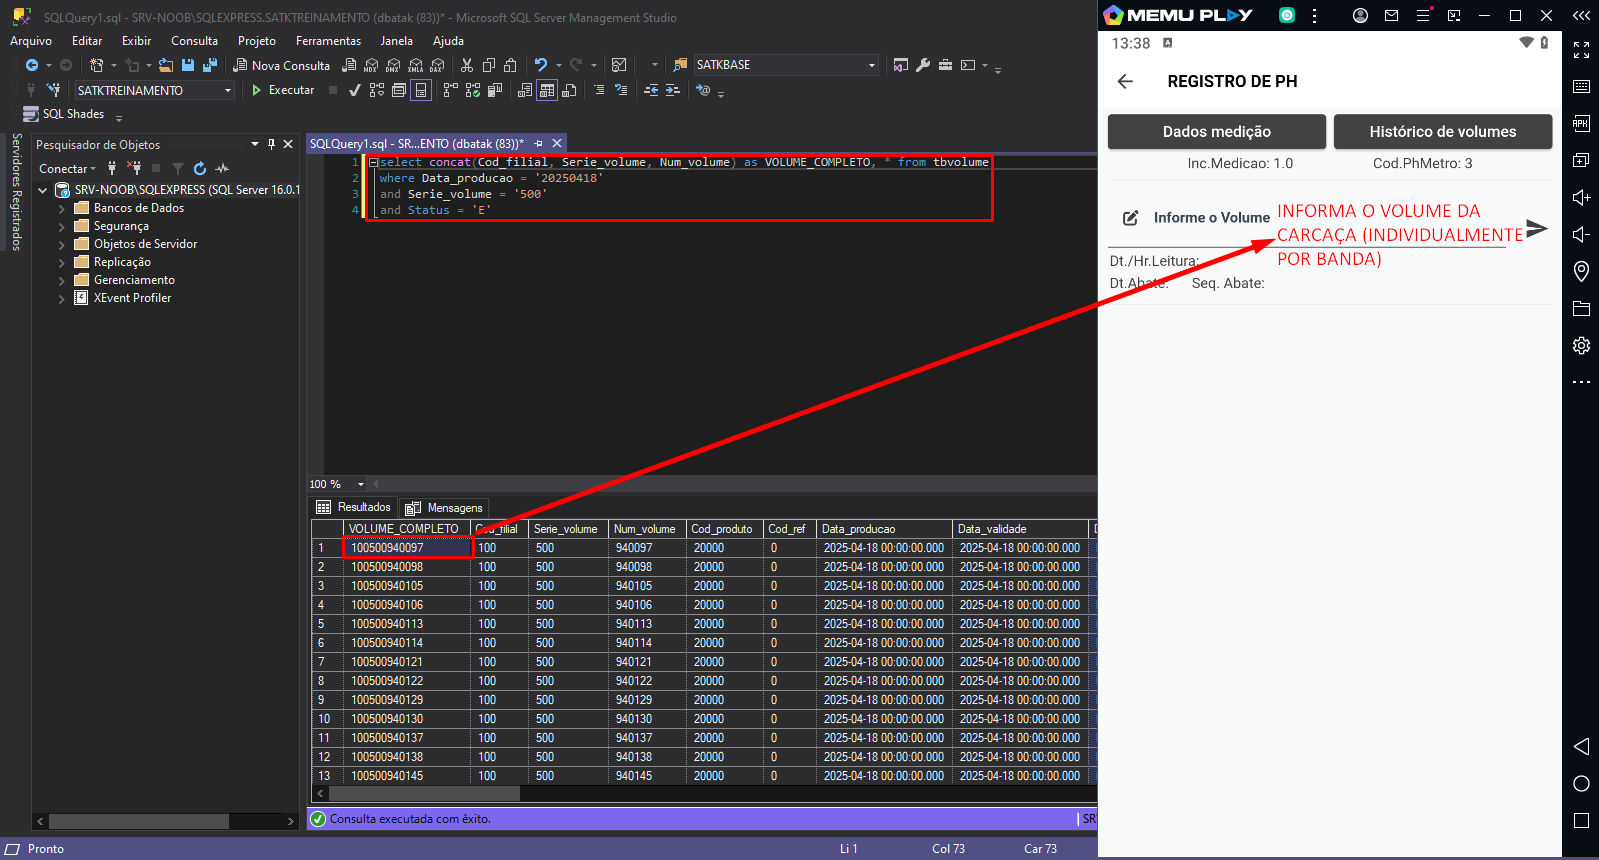 SQLQuery1.sql - SRV-NOOB\SQLEXPRESS.SATKTREINAMENTO (dbatak (83))* - Microsoft SQL Server Management Studio
Arquivo Editar Exibir Consulta Projeto Ferramentas Janela Ajuda
Nova Consulta MDX DMX XMLA DAX SATKBASE
SATKTREINAMENTO Executar
SQL Shades
Servidores Registrados
Pesquisador de Objetos
Conectar
SRV-NOOB\SQLEXPRESS (SQL Server 16.0.1
Bancos de Dados
Segurança
Objetos de Servidor
Replicação
Gerenciamento
XEvent Profiler
SQLQuery1.sql - SR...ENTO (dbatak (83))*
1 select concat(Cod_filial, Serie_volume, Num_volume) as VOLUME_COMPLETO, * from tbvolume
2 where Data_producao = '20250418'
3 and Serie_volume = '500'
4 and Status = 'E'
100 %
Resultados Mensagens
VOLUME_COMPLETO Cod_filial Serie_volume Num_volume Cod_produto Cod_ref Data_producao Data_validade
1 100500940097 100 500 940097 20000 0 2025-04-18 00:00:00.000 2025-04-18 00:00:00.000
2 100500940098 100 500 940098 20000 0 2025-04-18 00:00:00.000 2025-04-18 00:00:00.000
3 100500940105 100 500 940105 20000 0 2025-04-18 00:00:00.000 2025-04-18 00:00:00.000
4 100500940106 100 500 940106 20000 0 2025-04-18 00:00:00.000 2025-04-18 00:00:00.000
5 100500940113 100 500 940113 20000 0 2025-04-18 00:00:00.000 2025-04-18 00:00:00.000
6 100500940114 100 500 940114 20000 0 2025-04-18 00:00:00.000 2025-04-18 00:00:00.000
7 100500940121 100 500 940121 20000 0 2025-04-18 00:00:00.000 2025-04-18 00:00:00.000
8 100500940122 100 500 940122 20000 0 2025-04-18 00:00:00.000 2025-04-18 00:00:00.000
9 100500940129 100 500 940129 20000 0 2025-04-18 00:00:00.000 2025-04-18 00:00:00.000
10 100500940130 100 500 940130 20000 0 2025-04-18 00:00:00.000 2025-04-18 00:00:00.000
11 100500940137 100 500 940137 20000 0 2025-04-18 00:00:00.000 2025-04-18 00:00:00.000
12 100500940138 100 500 940138 20000 0 2025-04-18 00:00:00.000 2025-04-18 00:00:00.000
13 100500940145 100 500 940145 20000 0 2025-04-18 00:00:00.000 2025-04-18 00:00:00.000
Consulta executada com êxito. SR
Pronto Li 1 Col 73 Car 73
MEMU PLAY
13:38
REGISTRO DE PH
Dados medição Histórico de volumes
Inc.Medicao: 1.0 Cod.PhMetro: 3
Informe o Volume
INFORMA O VOLUME DA
CARCAÇA (INDIVIDUALMENTE
POR BANDA)
Dt./Hr.Leitura:
Dt.Abate: Seq. Abate:
APK